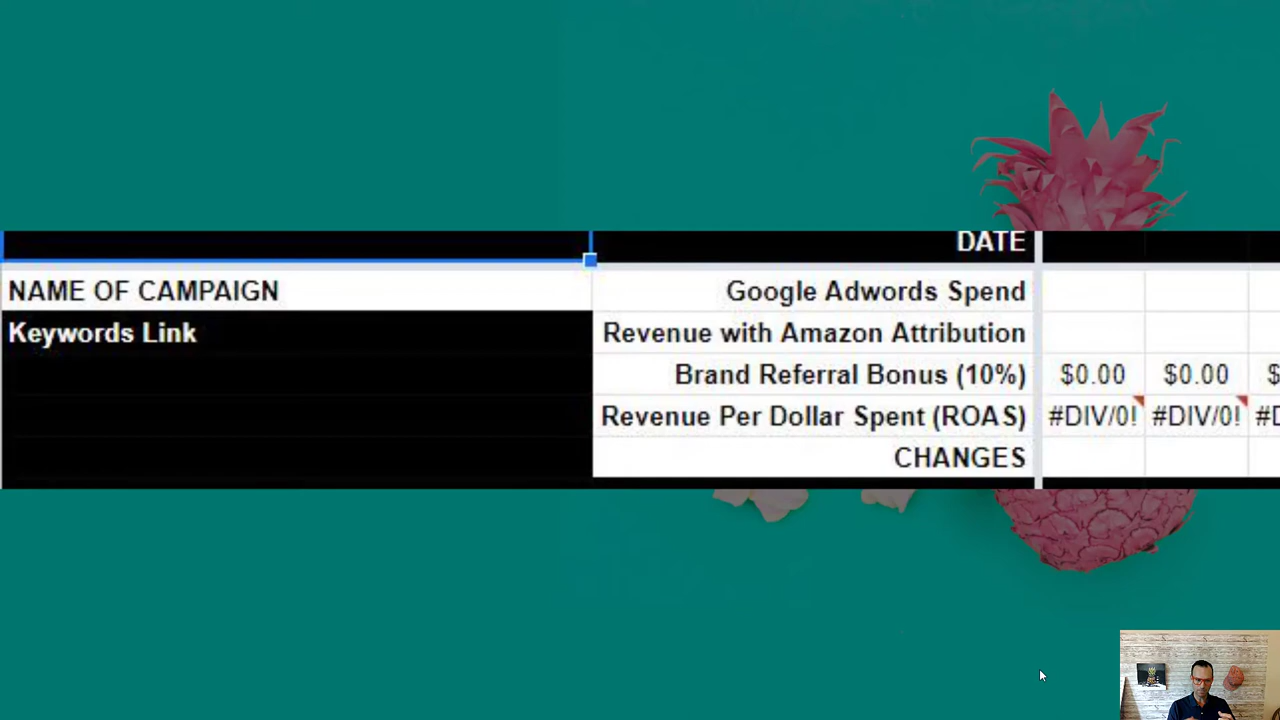 DATE
NAME OF CAMPAIGN Google Adwords Spend
Keywords Link Revenue with Amazon Attribution
Brand Referral Bonus (10%) $0.00 $0.00 $
Revenue Per Dollar Spent (ROAS) #DIV/0! #DIV/0! #D
CHANGES